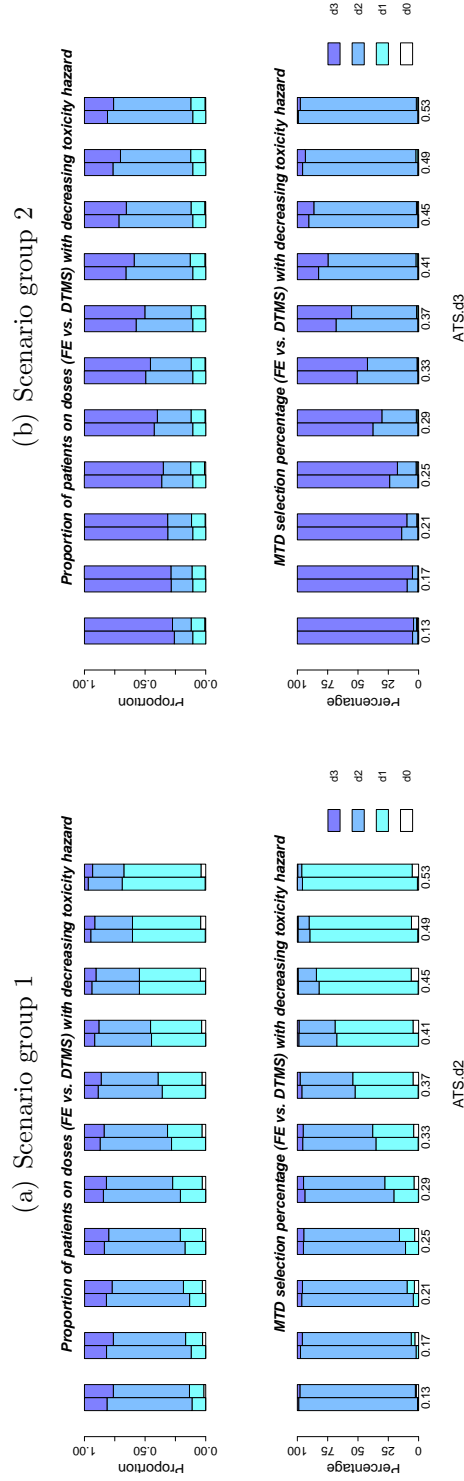 (a) Scenario group 1
Proportion of patients on doses (FE vs. DTMS) with decreasing toxicity hazard
Proportion
0.00 0.50 1.00
MTD selection percentage (FE vs. DTMS) with decreasing toxicity hazard
Percentage
0 25 50 75 100
0.13 0.17 0.21 0.25 0.29 0.33 0.37 0.41 0.45 0.49 0.53
ATS.d2
d3
d2
d1
d0
(b) Scenario group 2
Proportion of patients on doses (FE vs. DTMS) with decreasing toxicity hazard
Proportion
0.00 0.50 1.00
MTD selection percentage (FE vs. DTMS) with decreasing toxicity hazard
Percentage
0 25 50 75 100
0.13 0.17 0.21 0.25 0.29 0.33 0.37 0.41 0.45 0.49 0.53
ATS.d3
d3
d2
d1
d0